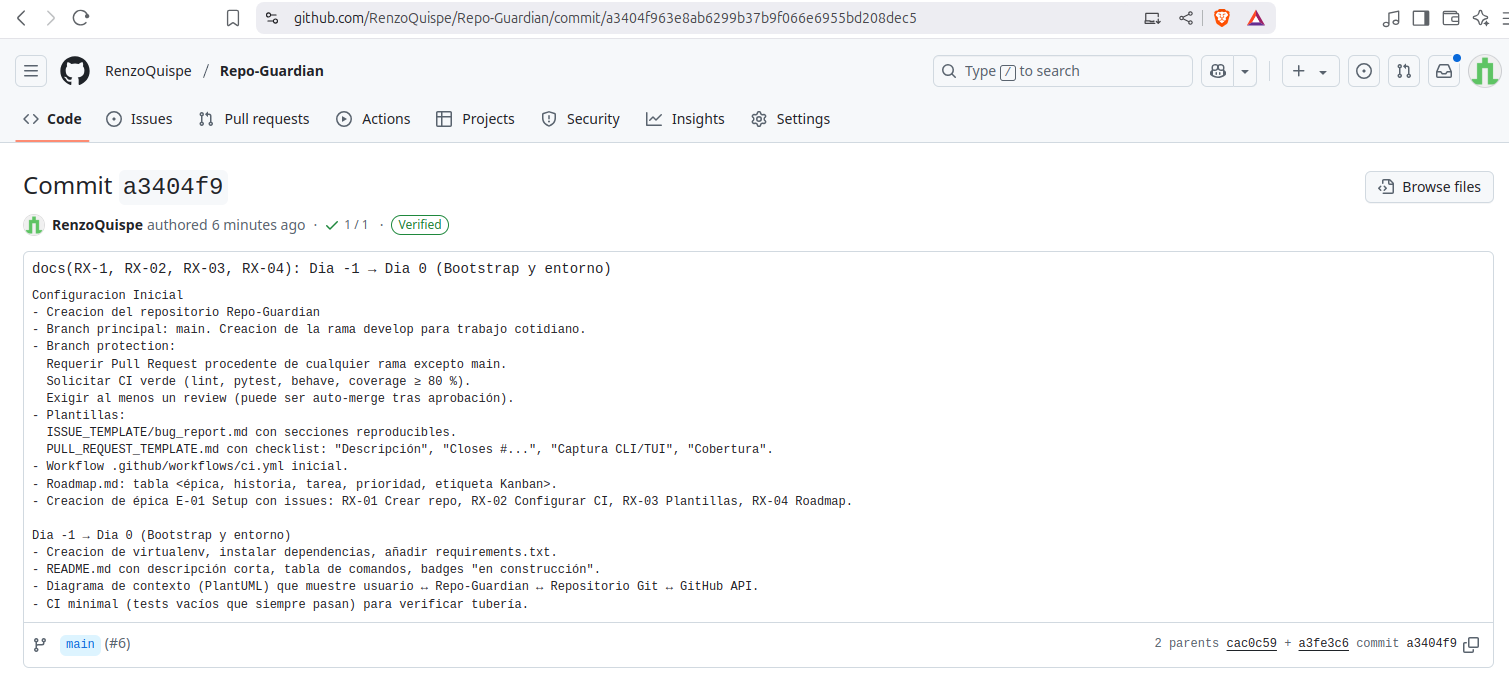 github.com/RenzoQuispe/Repo-Guardian/commit/a3404f963e8ab6299b37b9f066e6955bd208dec5
RenzoQuispe / Repo-Guardian
Type / to search
Code Issues Pull requests Actions Projects Security Insights Settings
Commit a3404f9
Browse files
RenzoQuispe authored 6 minutes ago · 1 / 1 · Verified
docs(RX-1, RX-02, RX-03, RX-04): Dia -1 → Dia 0 (Bootstrap y entorno)
Configuracion Inicial
- Creacion del repositorio Repo-Guardian
- Branch principal: main. Creacion de la rama develop para trabajo cotidiano.
- Branch protection:
Requerir Pull Request procedente de cualquier rama excepto main.
Solicitar CI verde (lint, pytest, behave, coverage ≥ 80 %).
Exigir al menos un review (puede ser auto-merge tras aprobación).
- Plantillas:
ISSUE_TEMPLATE/bug_report.md con secciones reproducibles.
PULL_REQUEST_TEMPLATE.md con checklist: "Descripción", "Closes #...", "Captura CLI/TUI", "Cobertura".
- Workflow .github/workflows/ci.yml inicial.
- Roadmap.md: tabla <épica, historia, tarea, prioridad, etiqueta Kanban>.
- Creacion de épica E-01 Setup con issues: RX-01 Crear repo, RX-02 Configurar CI, RX-03 Plantillas, RX-04 Roadmap.
Dia -1 → Dia 0 (Bootstrap y entorno)
- Creacion de virtualenv, instalar dependencias, añadir requirements.txt.
- README.md con descripción corta, tabla de comandos, badges "en construcción".
- Diagrama de contexto (PlantUML) que muestre usuario ↔ Repo-Guardian ↔ Repositorio Git ↔ GitHub API.
- CI minimal (tests vacíos que siempre pasan) para verificar tubería.
main (#6)
2 parents cac0c59 + a3fe3c6 commit a3404f9